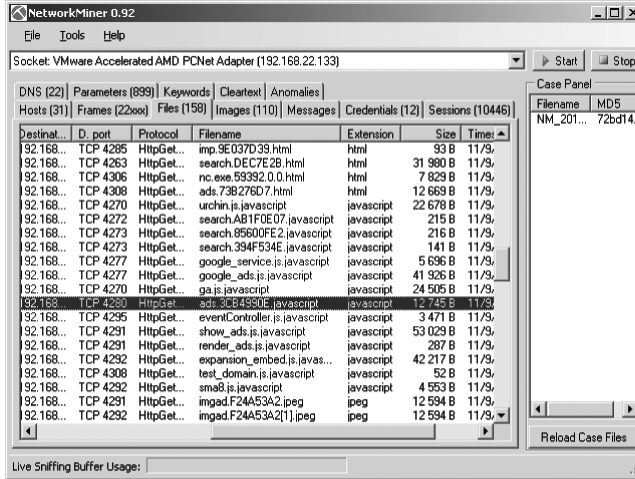 NetworkMiner 0.92
File Tools Help
Socket: VMware Accelerated AMD PCNet Adapter (192.168.22.133) Start Stop
DNS (22) Parameters (899) Keywords Cleartext Anomalies
Hosts (31) Frames (22xxx) Files (158) Images (110) Messages Credentials (12) Sessions (10446)
Destinat... D. port Protocol Filename Extension Size
192.168... TCP 4285 HttpGet... imp.9E037D39.html html 93 B 11/9
192.168... TCP 4263 HttpGet... search.DEC7E2B.html html 31 980 B 11/9
192.168... TCP 4306 HttpGet... nc.exe.59392.0.0.html html 7 829 B 11/9
192.168... TCP 4308 HttpGet... ads.73B276D7.html html 12 669 B 11/9
192.168... TCP 4270 HttpGet... urchin.js.javascript javascript 22 678 B 11/9
192.168... TCP 4272 HttpGet... search.AB1F0E07.javascript javascript 215 B 11/9
192.168... TCP 4273 HttpGet... search.85600FE2.javascript javascript 216 B 11/9
192.168... TCP 4273 HttpGet... search.394F534E.javascript javascript 141 B 11/9
192.168... TCP 4277 HttpGet... google_service.js.javascript javascript 5 696 B 11/9
192.168... TCP 4277 HttpGet... google_ads.js.javascript javascript 41 926 B 11/9
192.168... TCP 4270 HttpGet... ga.js.javascript javascript 24 505 B 11/9
192.168... TCP 4280 HttpGet... ads.3CB4990E.javascript javascript 12 745 B 11/9
192.168... TCP 4295 HttpGet... eventController.js.javascript javascript 3 471 B 11/9
192.168... TCP 4291 HttpGet... show_ads.js.javascript javascript 53 029 B 11/9
192.168... TCP 4291 HttpGet... render_ads.js.javascript javascript 287 B 11/9
192.168... TCP 4292 HttpGet... expansion_embed.js.javas... javascript 42 217 B 11/9
192.168... TCP 4308 HttpGet... test_domain.js.javascript javascript 52 B 11/9
192.168... TCP 4292 HttpGet... sma8.js.javascript javascript 4 553 B 11/9
192.168... TCP 4291 HttpGet... imgad.F24A53A2.jpeg jpeg 12 594 B 11/9
192.168... TCP 4292 HttpGet... imgad.F24A53A2[1].jpeg jpeg 12 594 B 11/9
Case Panel
Filename MD5
NM_201... 72bd14
Reload Case Files
Live Sniffing Buffer Usage: